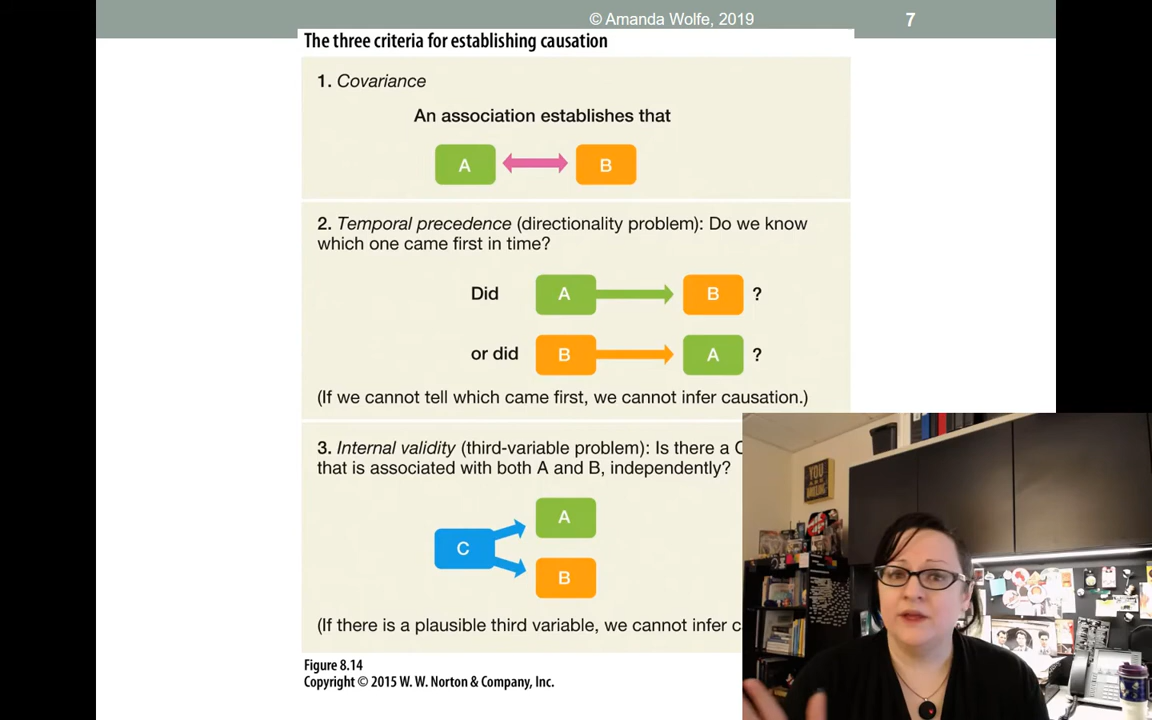 © Amanda Wolfe, 2019
7
The three criteria for establishing causation
1. Covariance
An association establishes that
A
B
2. Temporal precedence (directionality problem): Do we know
which one came first in time?
Did
A
B
?
or did
B
A
?
(If we cannot tell which came first, we cannot infer causation.)
3. Internal validity (third-variable problem): Is there a C
that is associated with both A and B, independently?
A
C
B
(If there is a plausible third variable, we cannot infer c
Figure 8.14
Copyright © 2015 W. W. Norton & Company, Inc.
YOU